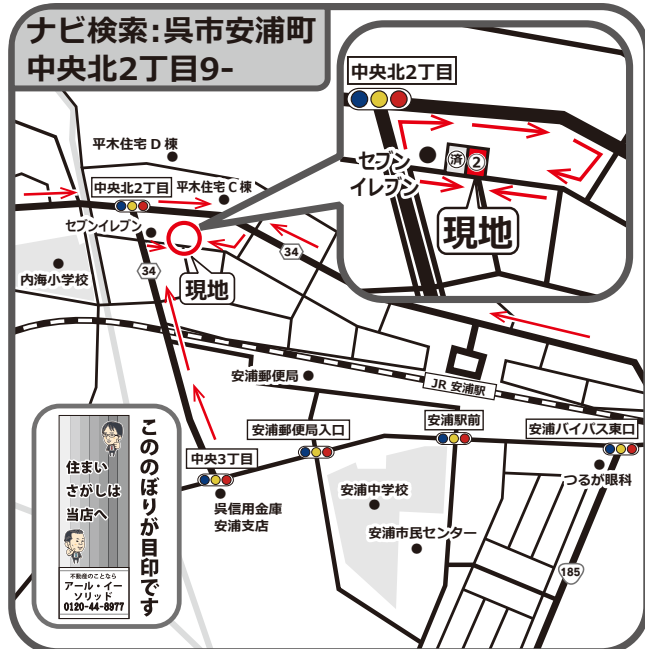 ナビ検索:呉市安浦町
中央北2丁目9-
中央北2丁目
セブン
イレブン
済
②
現地
平木住宅D棟
中央北2丁目
平木住宅C棟
セブンイレブン
34
34
内海小学校
現地
JR 安浦駅
安浦郵便局
安浦郵便局入口
安浦駅前
安浦バイパス東口
中央3丁目
つるが眼科
呉信用金庫
安浦支店
安浦中学校
安浦市民センター
185
こののぼりが目印です
住まい
さがしは
当店へ
不動産のことなら
アール・イー
ソリッド
0120-44-8977